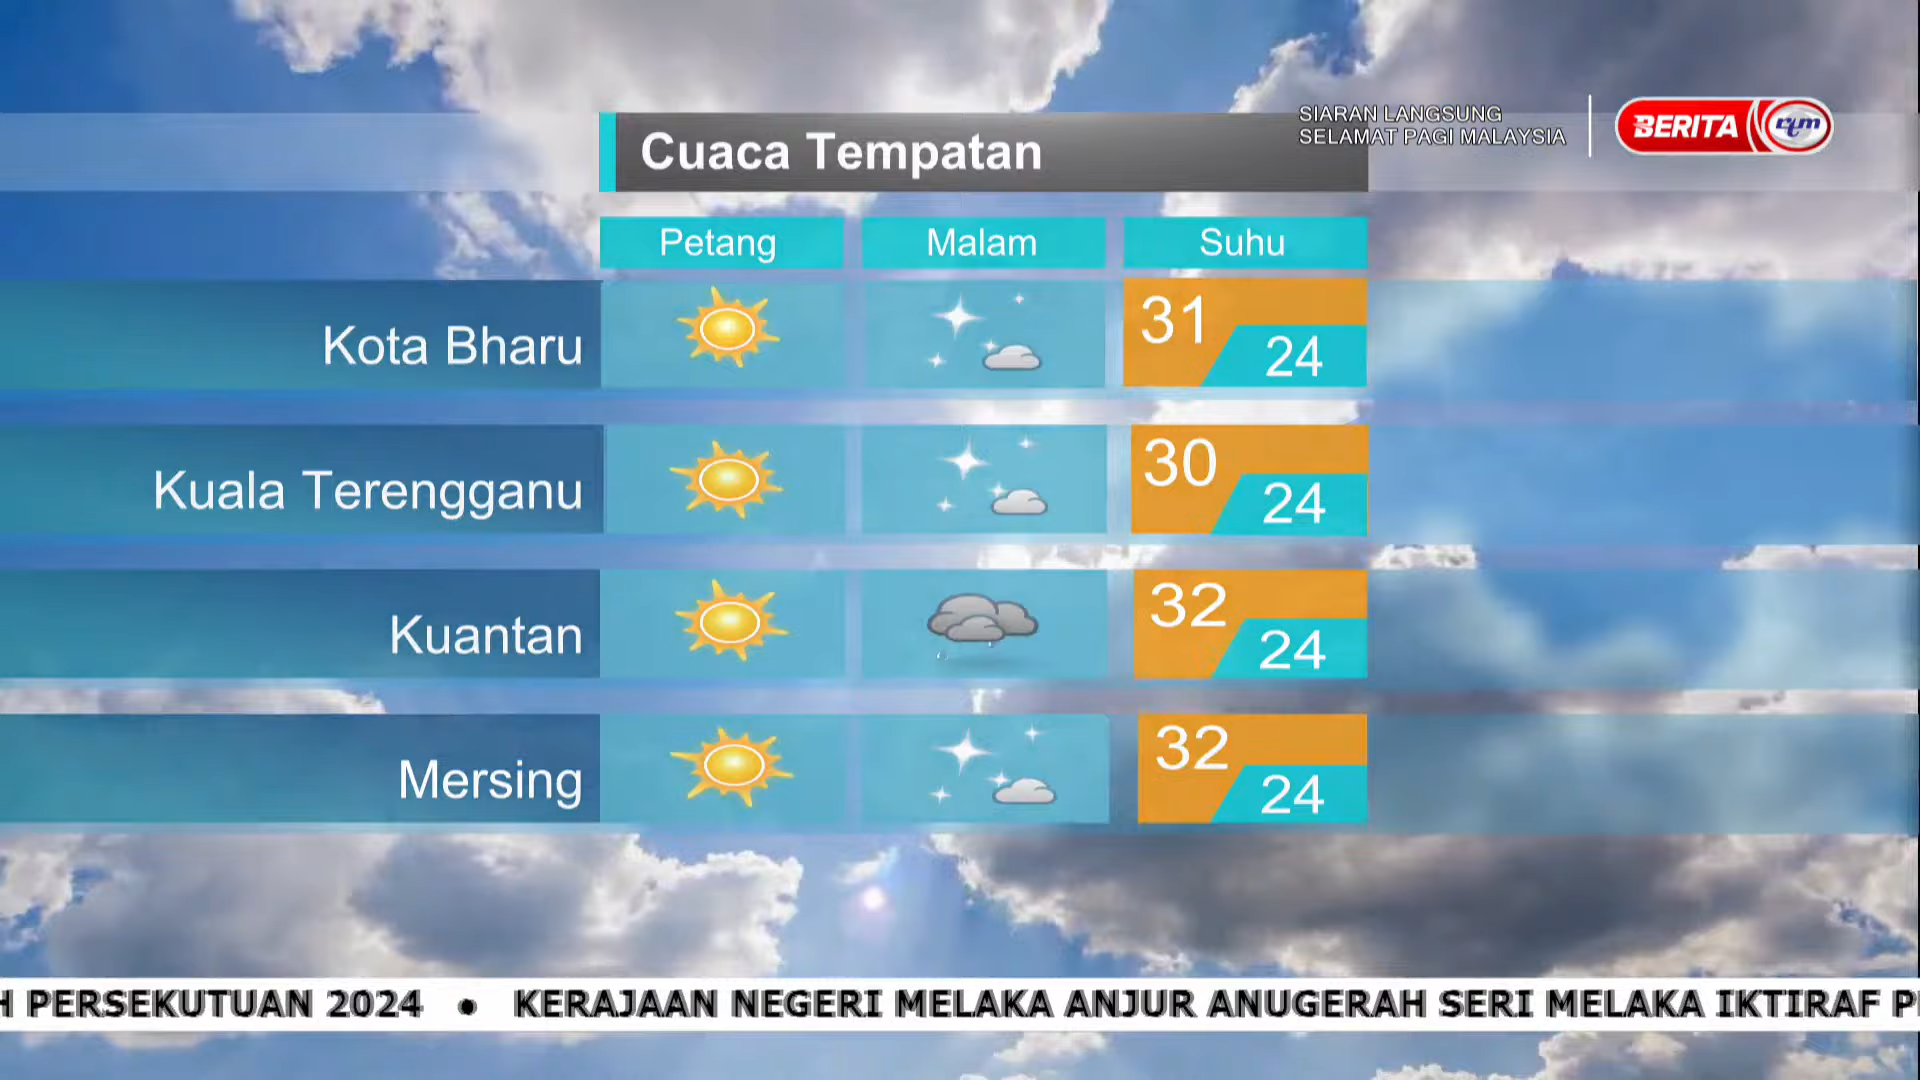 SIARAN LANGSUNG
SELAMAT PAGI MALAYSIA
BERITA rtm
Cuaca Tempatan
Petang Malam Suhu
Kota Bharu 31 24
Kuala Terengganu 30 24
Kuantan 32 24
Mersing 32 24
H PERSEKUTUAN 2024 • KERAJAAN NEGERI MELAKA ANJUR ANUGERAH SERI MELAKA IKTIRAF P